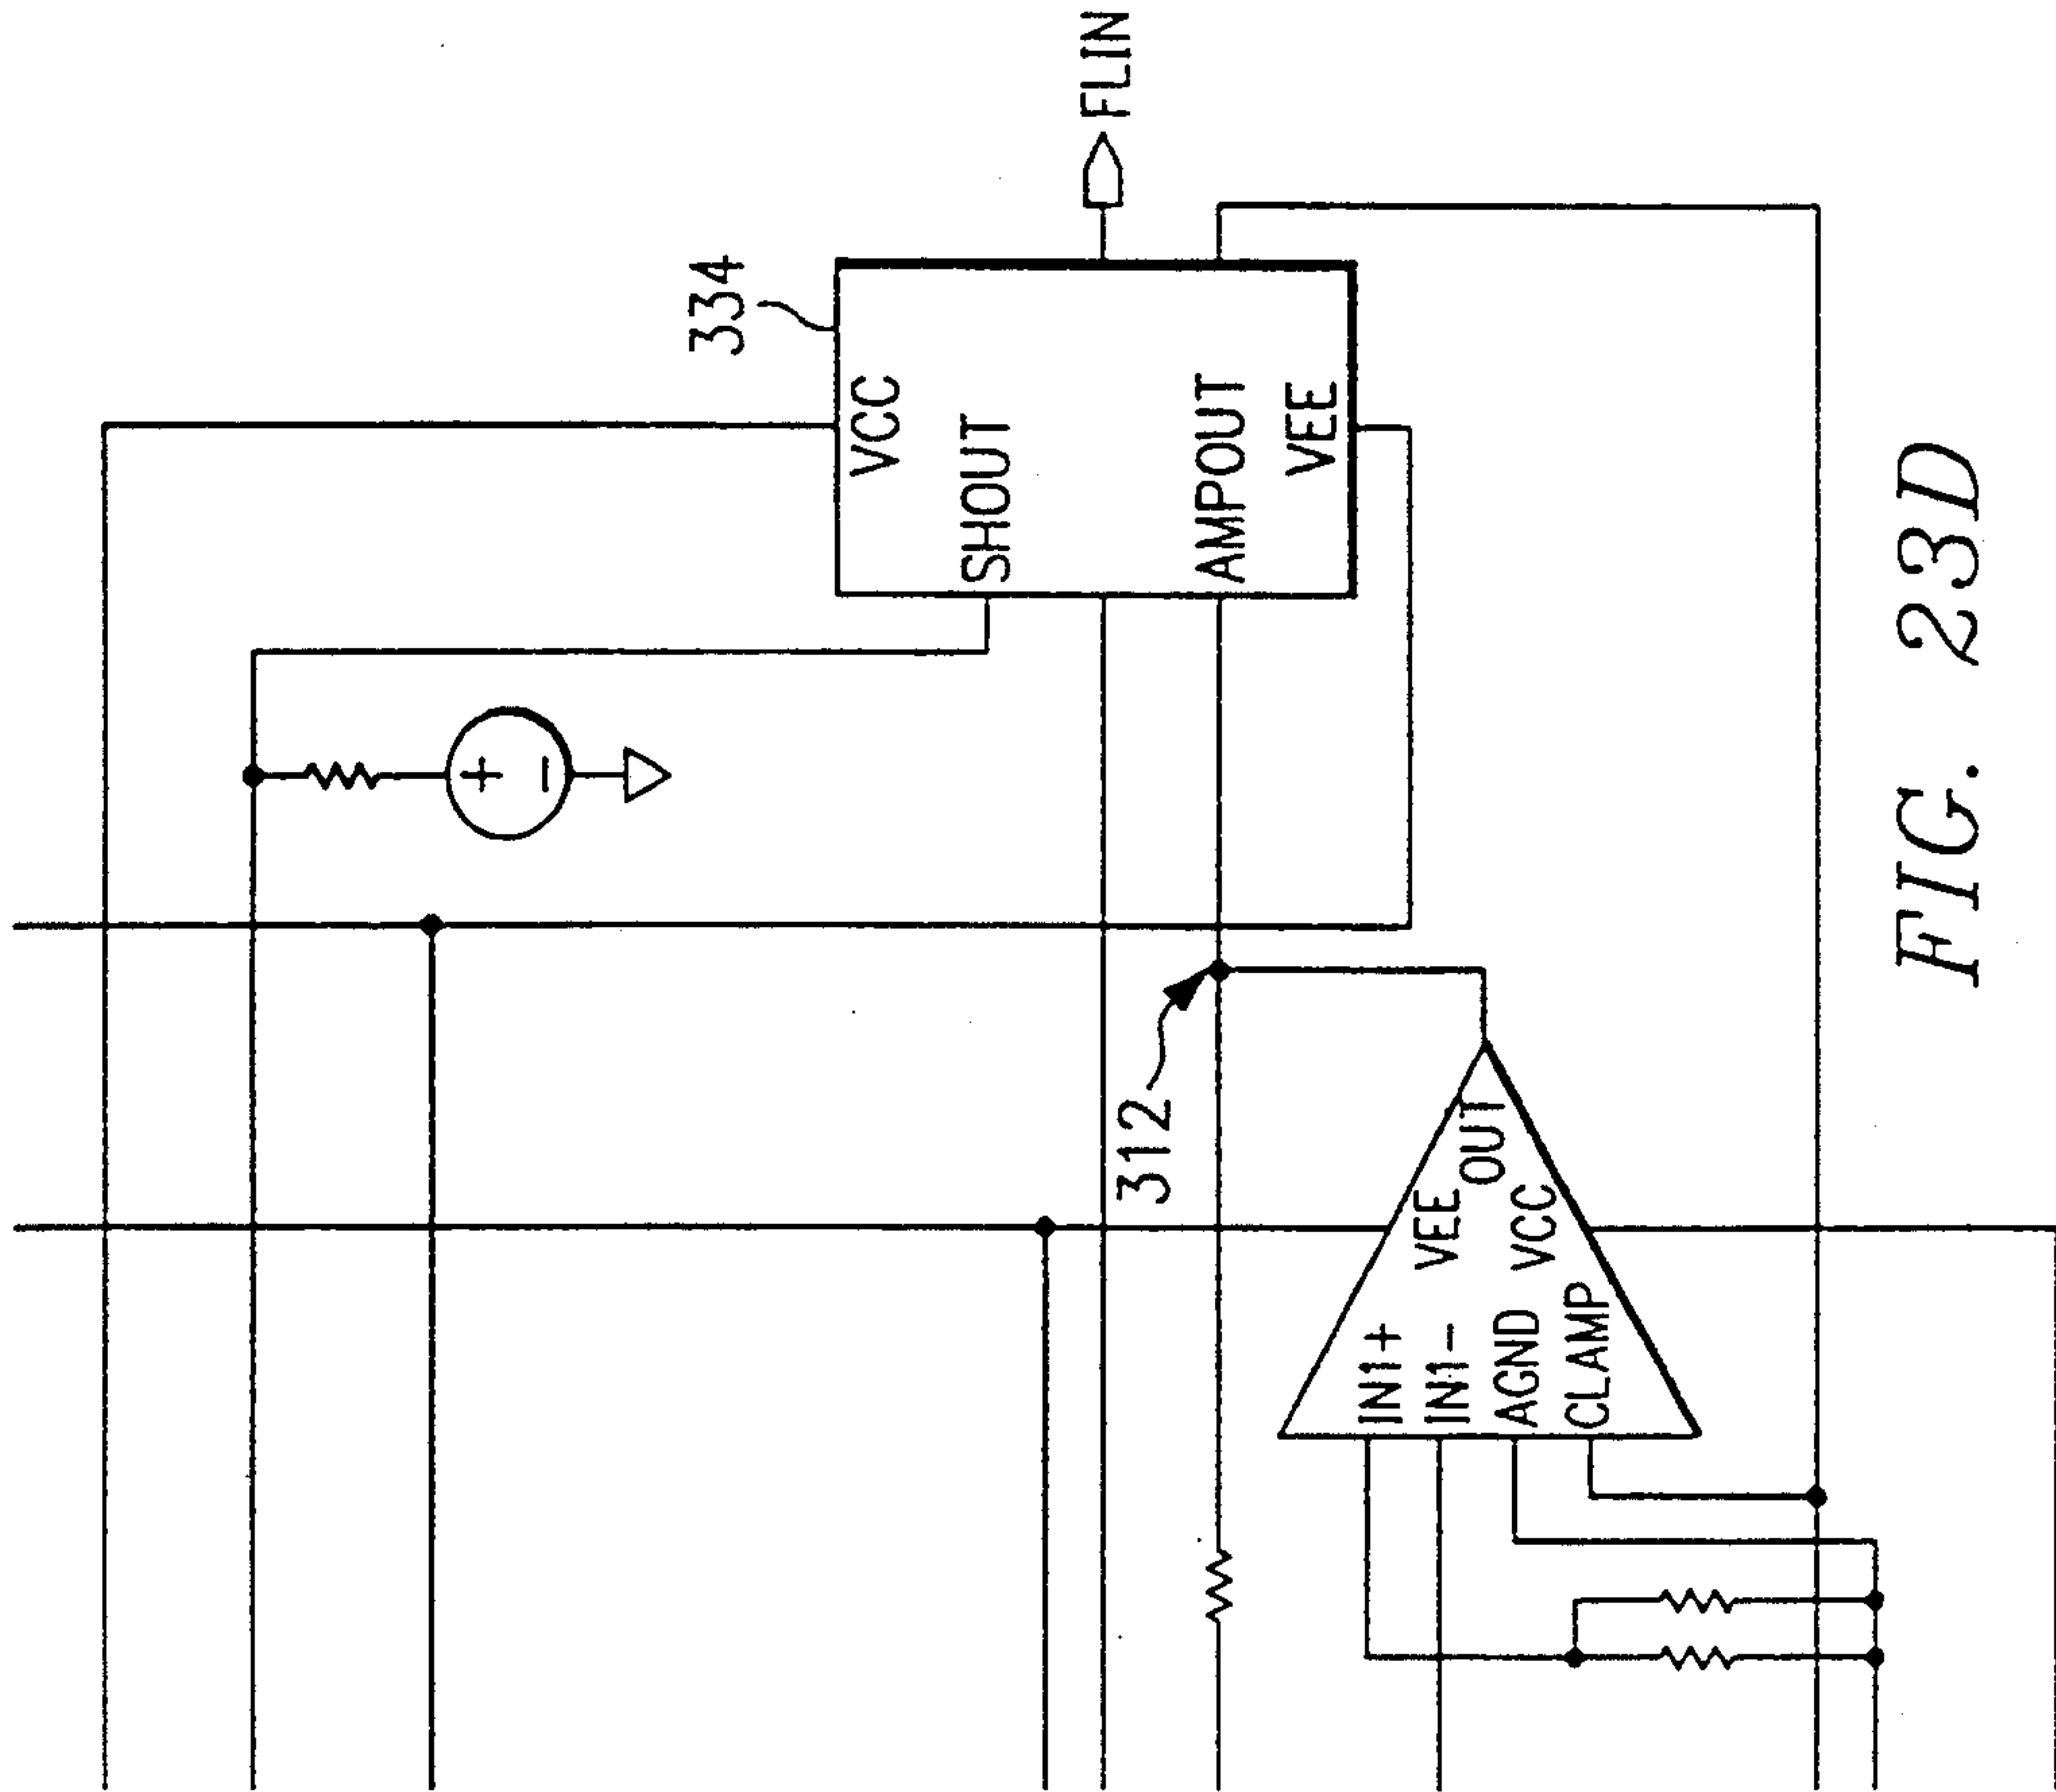 FLIN
334
VCC
SHOUT
AMPOUT
VEE
+
-
312
IN1+
IN1-
AGND
CLAMP
VEE
VCC
OUT
FIG. 23D